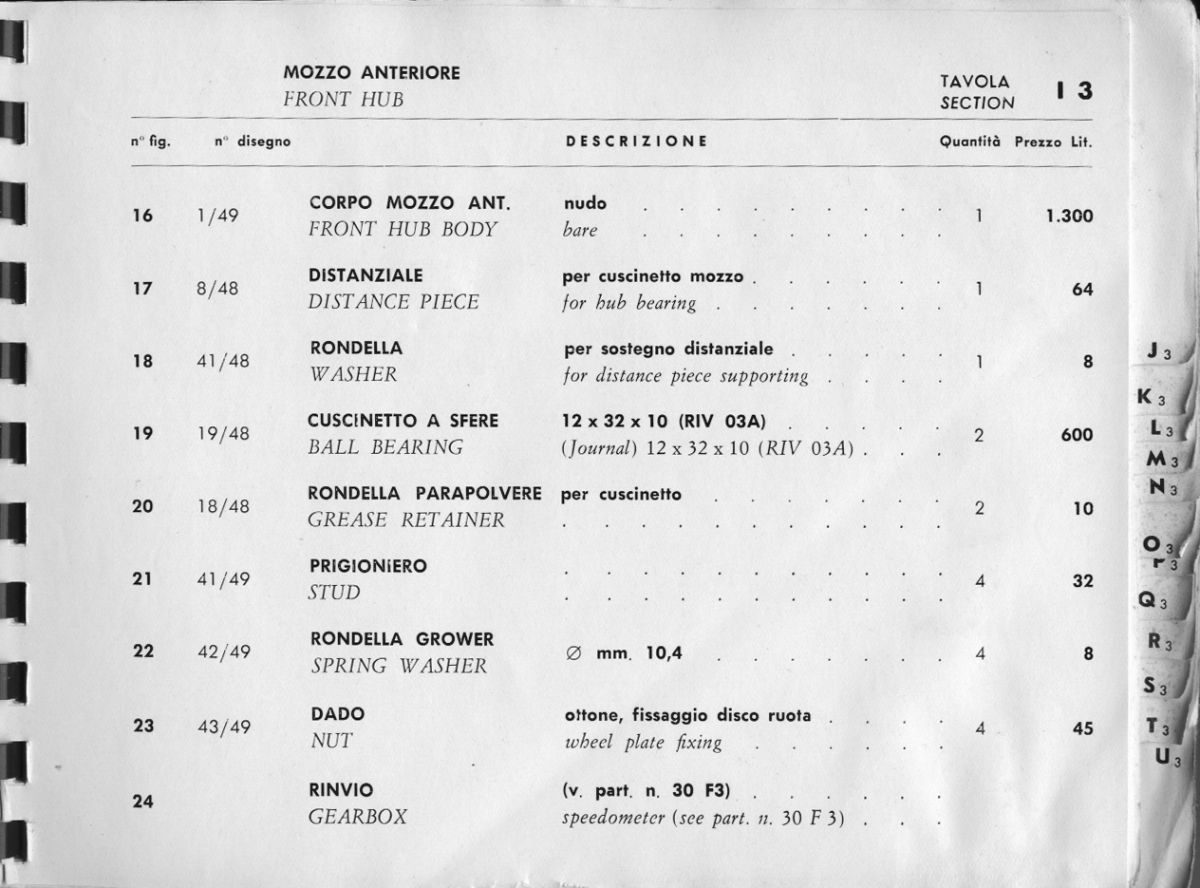 MOZZO ANTERIORE
FRONT HUB
TAVOLA
SECTION
I 3
n° fig. n° disegno DESCRIZIONE Quantità Prezzo Lit.
16 1/49 CORPO MOZZO ANT. nudo . . . . . . . . . 1 1.300
FRONT HUB BODY bare . . . . . . . . .
17 8/48 DISTANZIALE per cuscinetto mozzo . . . . . . 1 64
DISTANCE PIECE for hub bearing . . . . . . .
18 41/48 RONDELLA per sostegno distanziale . . . . . 1 8
WASHER for distance piece supporting . . . .
19 19/48 CUSCINETTO A SFERE 12 x 32 x 10 (RIV 03A) . . . . . 2 600
BALL BEARING (Journal) 12 x 32 x 10 (RIV 03A) . . .
20 18/48 RONDELLA PARAPOLVERE per cuscinetto . . . . . . . 2 10
GREASE RETAINER . . . . . . . . . . .
21 41/49 PRIGIONIERO . . . . . . . . . . . 4 32
STUD . . . . . . . . . . .
22 42/49 RONDELLA GROWER Ø mm. 10,4 . . . . . . . 4 8
SPRING WASHER
23 43/49 DADO ottone, fissaggio disco ruota . . . . 4 45
NUT wheel plate fixing . . . . . .
24 RINVIO (v. part. n. 30 F3) . . . . . .
GEARBOX speedometer (see part. n. 30 F 3) . . .
J 3
K 3
L 3
M 3
N 3
O 3
P 3
Q 3
R 3
S 3
T 3
U 3